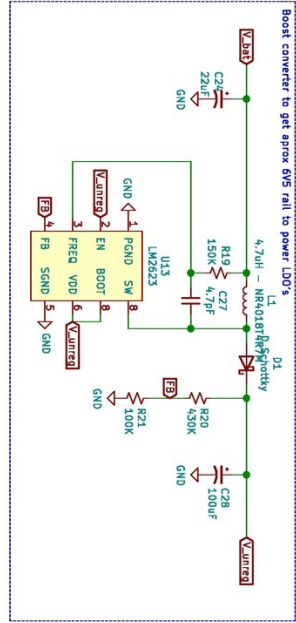 Boost converter to get aprox 6V5 rail to power LDO's
V_bat
C24
22uF
GND
L1
4.7uH - NR4018T4R7M
D1
D_Schottky
V_unreg
R19
150K
C27
4.7pF
R20
430K
FB
R21
100K
GND
C28
100uF
GND
U13
LM2623
GND
1
PGND
SW
8
V_unreg
2
EN
BOOT
8
3
FREQ
VDD
6
V_unreg
FB
4
FB
SGND
5
GND